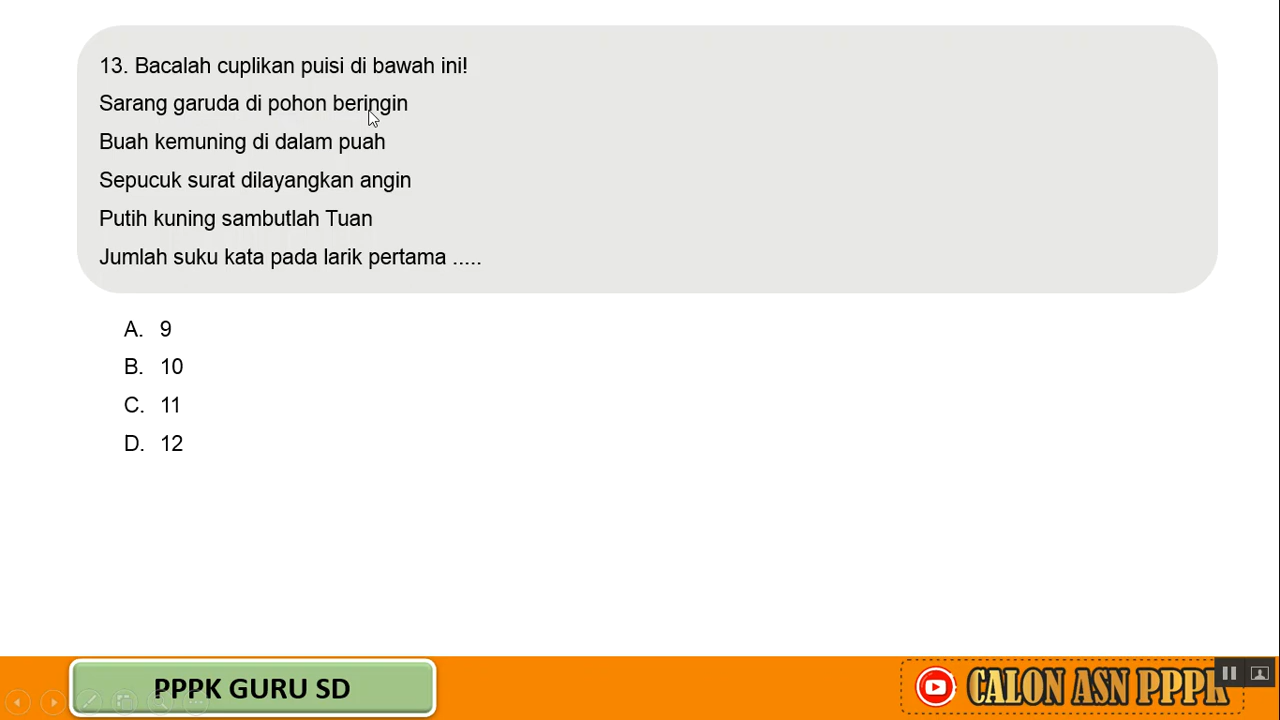 13. Bacalah cuplikan puisi di bawah ini!
Sarang garuda di pohon beringin
Buah kemuning di dalam puah
Sepucuk surat dilayangkan angin
Putih kuning sambutlah Tuan
Jumlah suku kata pada larik pertama .....
A. 9
B. 10
C. 11
D. 12
PPPK GURU SD
CALON ASN PPPK